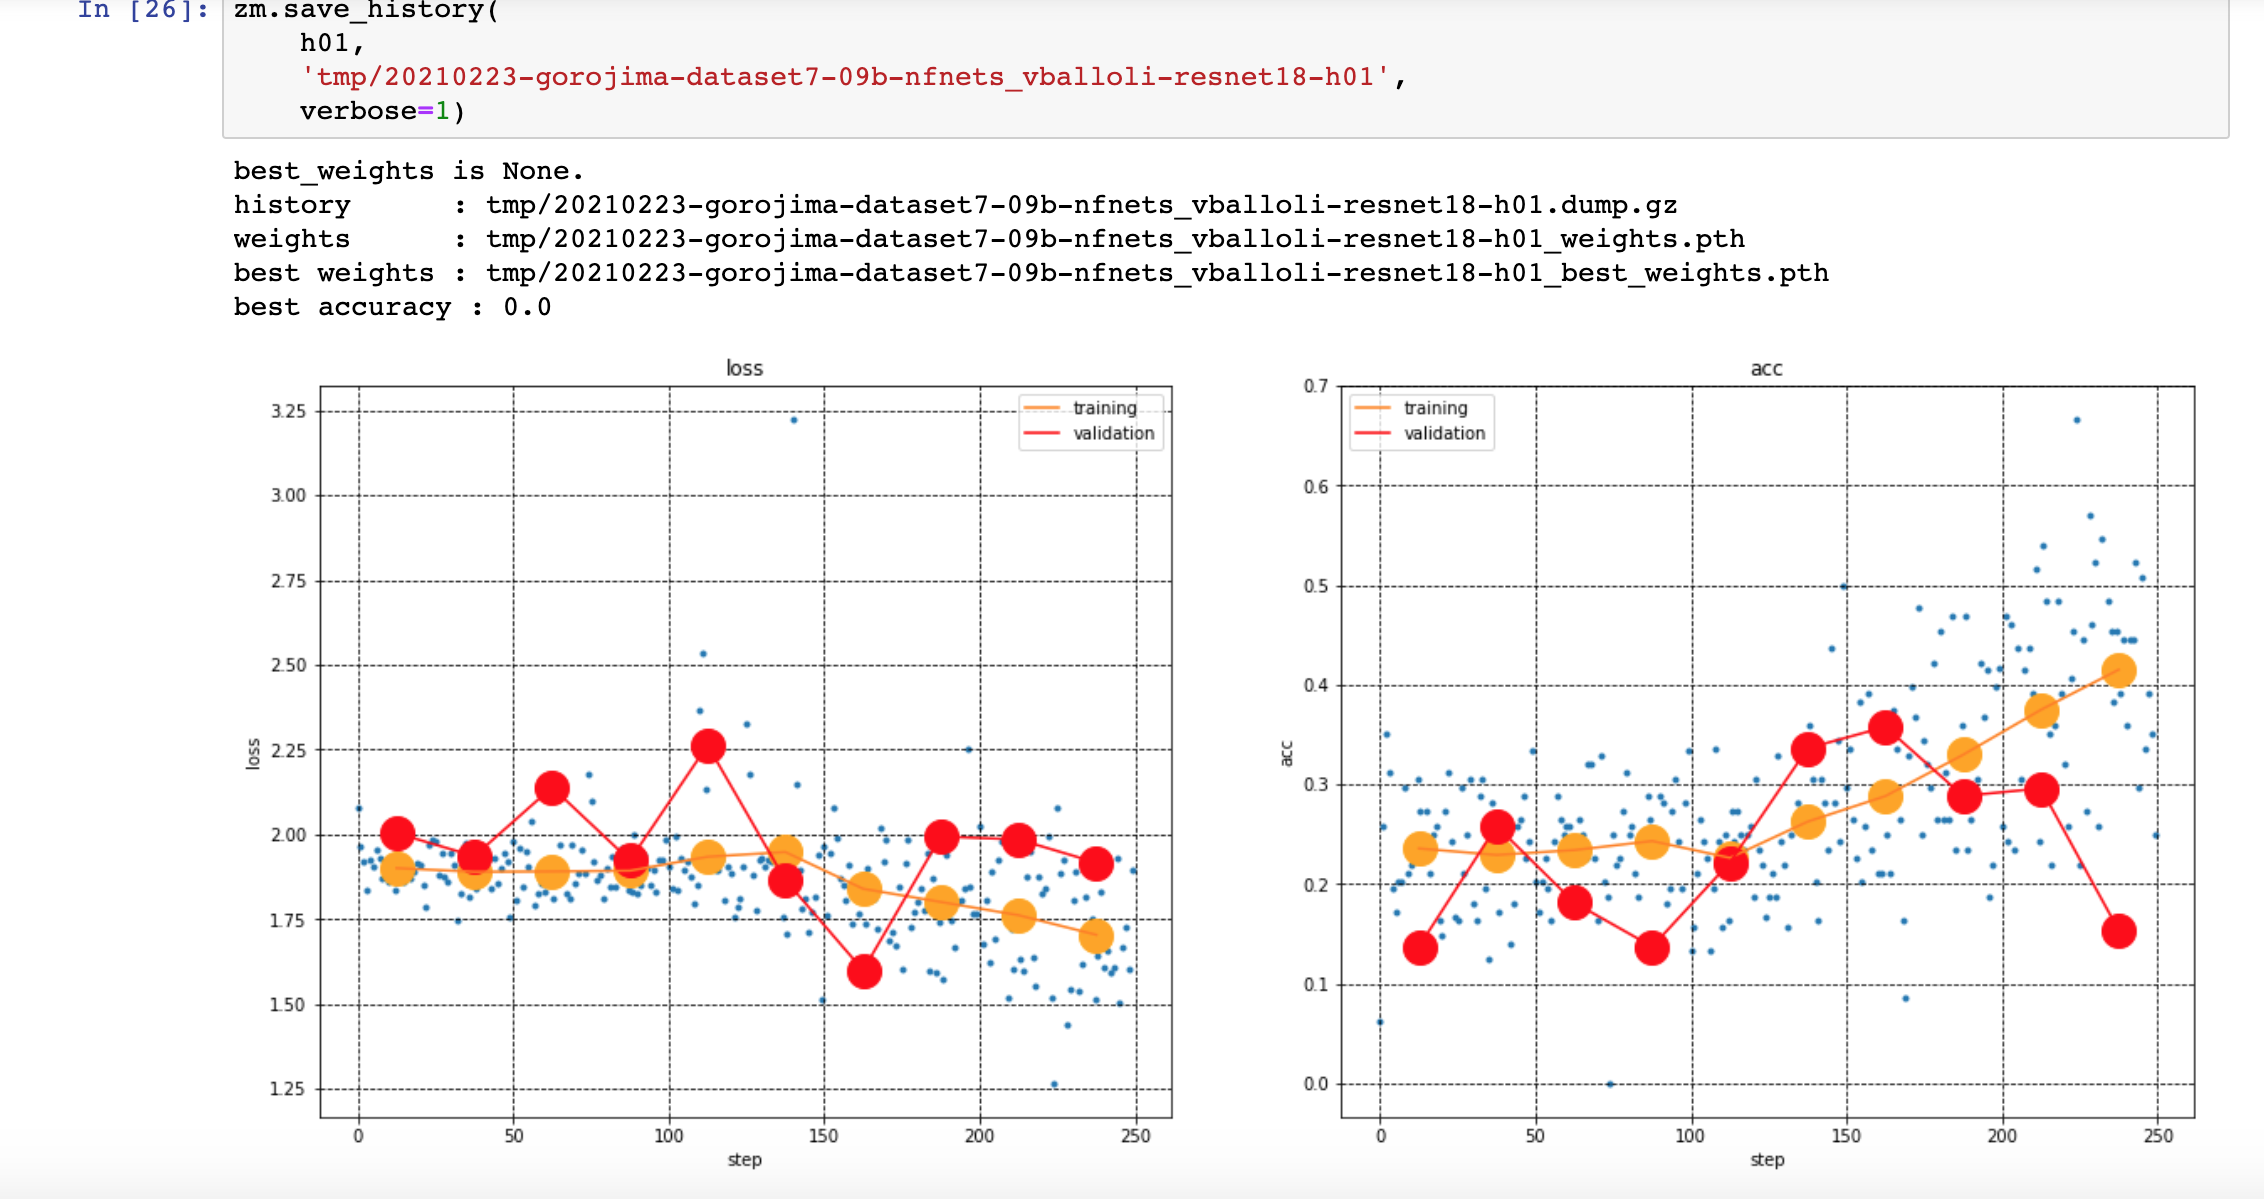 In [26]: zm.save_history(
h01,
'tmp/20210223-gorojima-dataset7-09b-nfnets_vballoli-resnet18-h01',
verbose=1)
best_weights is None.
history : tmp/20210223-gorojima-dataset7-09b-nfnets_vballoli-resnet18-h01.dump.gz
weights : tmp/20210223-gorojima-dataset7-09b-nfnets_vballoli-resnet18-h01_weights.pth
best weights : tmp/20210223-gorojima-dataset7-09b-nfnets_vballoli-resnet18-h01_best_weights.pth
best accuracy : 0.0
loss
training
validation
3.25
3.00
2.75
2.50
2.25
2.00
1.75
1.50
1.25
loss
0 50 100 150 200 250
step
acc
training
validation
0.7
0.6
0.5
0.4
0.3
0.2
0.1
0.0
acc
0 50 100 150 200 250
step